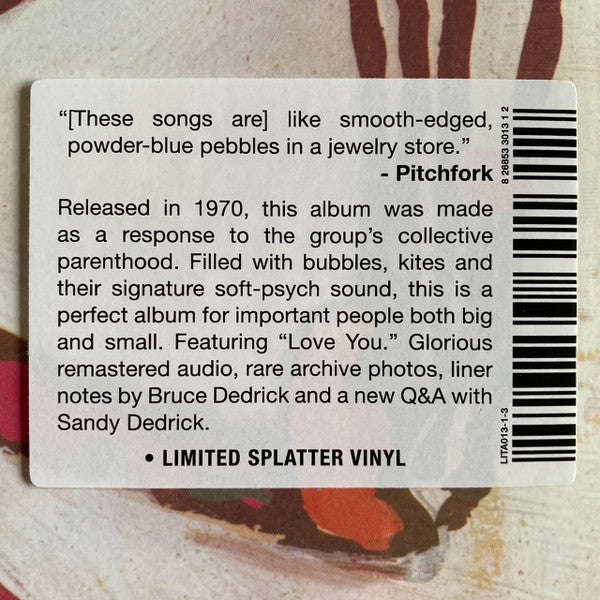 “[These songs are] like smooth-edged,
powder-blue pebbles in a jewelry store.”
- Pitchfork
Released in 1970, this album was made
as a response to the group’s collective
parenthood. Filled with bubbles, kites and
their signature soft-psych sound, this is a
perfect album for important people both big
and small. Featuring “Love You.” Glorious
remastered audio, rare archive photos, liner
notes by Bruce Dedrick and a new Q&A with
Sandy Dedrick.
• LIMITED SPLATTER VINYL
8 26853 3013 1 2
LITA013-1-3